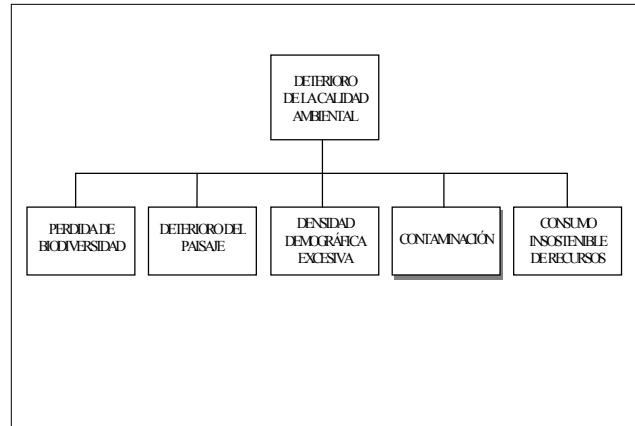 DETERIORO
DE LA CALIDAD
AMBIENTAL
PERDIDA DE
BIODIVERSIDAD
DETERIORO DEL
PAISAJE
DENSIDAD
DEMOGRÁFICA
EXCESIVA
CONTAMINACIÓN
CONSUMO
INSOSTENIBLE
DE RECURSOS